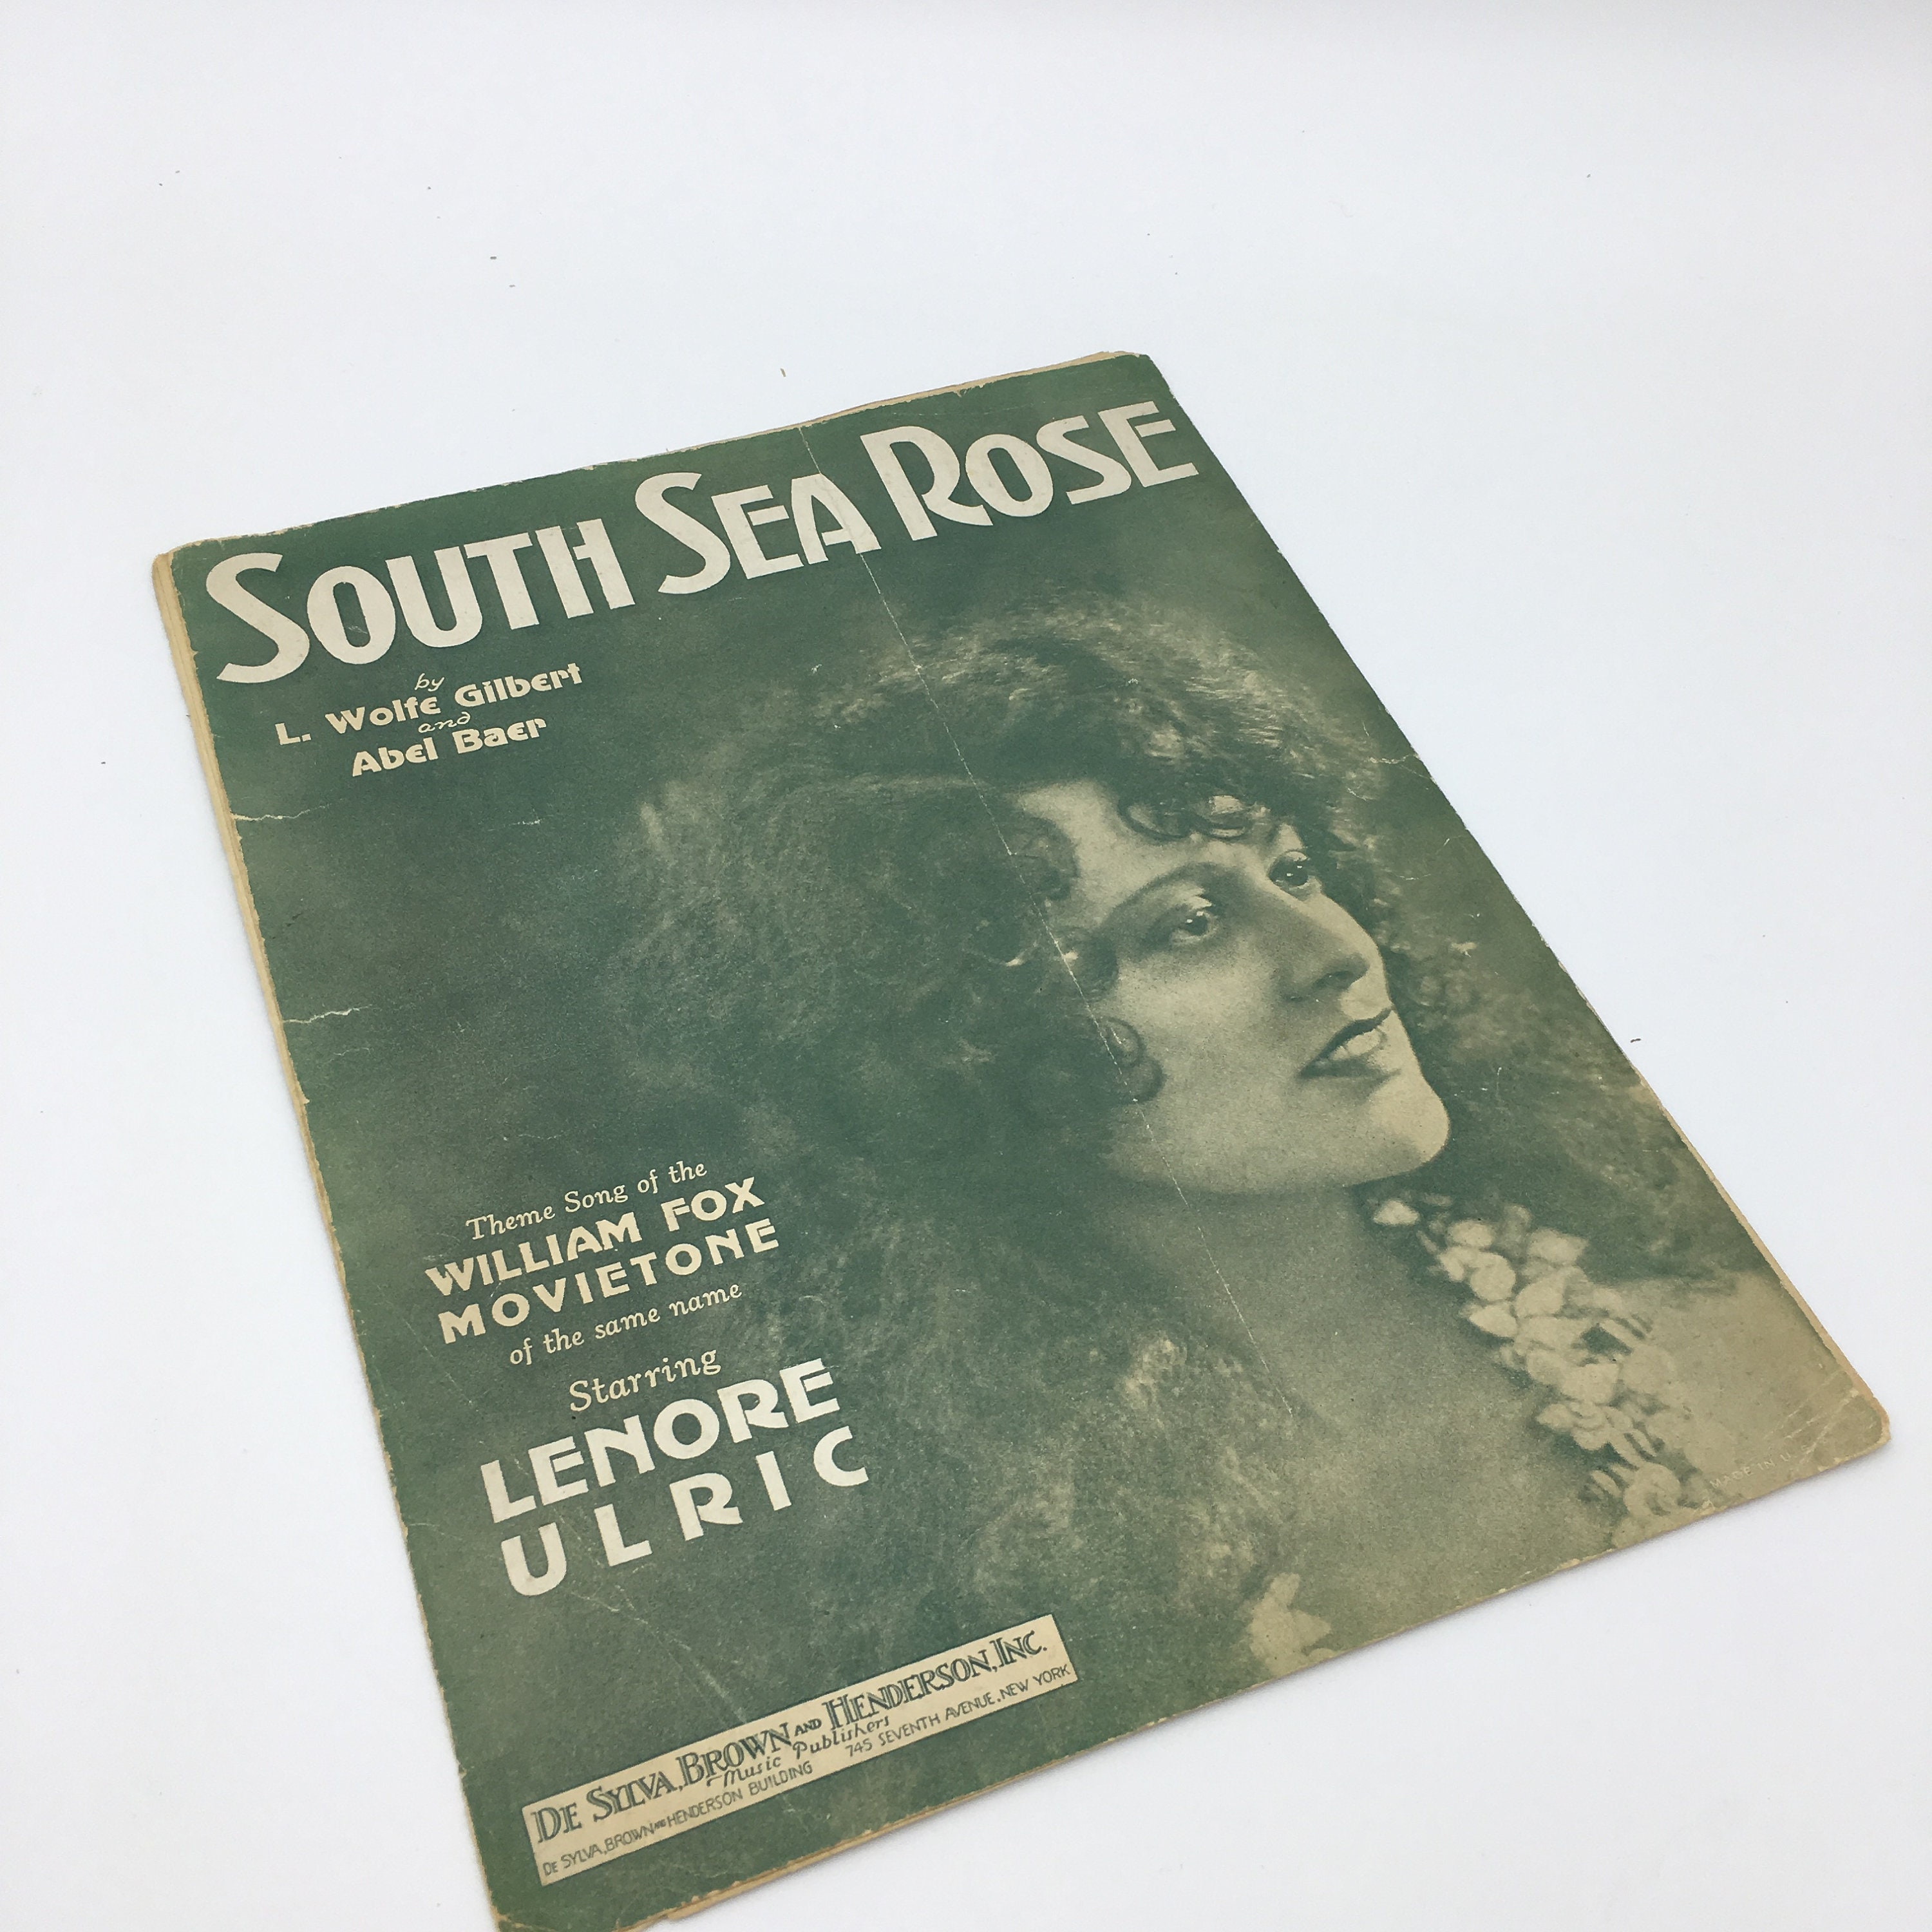 SOUTH SEA ROSE
by
L. Wolfe Gilbert
and
Abel Baer
Theme Song of the
WILLIAM FOX
MOVIETONE
of the same name
Starring
LENORE
ULRIC
DE SYLVA, BROWN AND HENDERSON, INC.
Music Publishers
DE SYLVA, BROWN AND HENDERSON BUILDING 745 SEVENTH AVENUE, NEW YORK
MADE IN U.S.